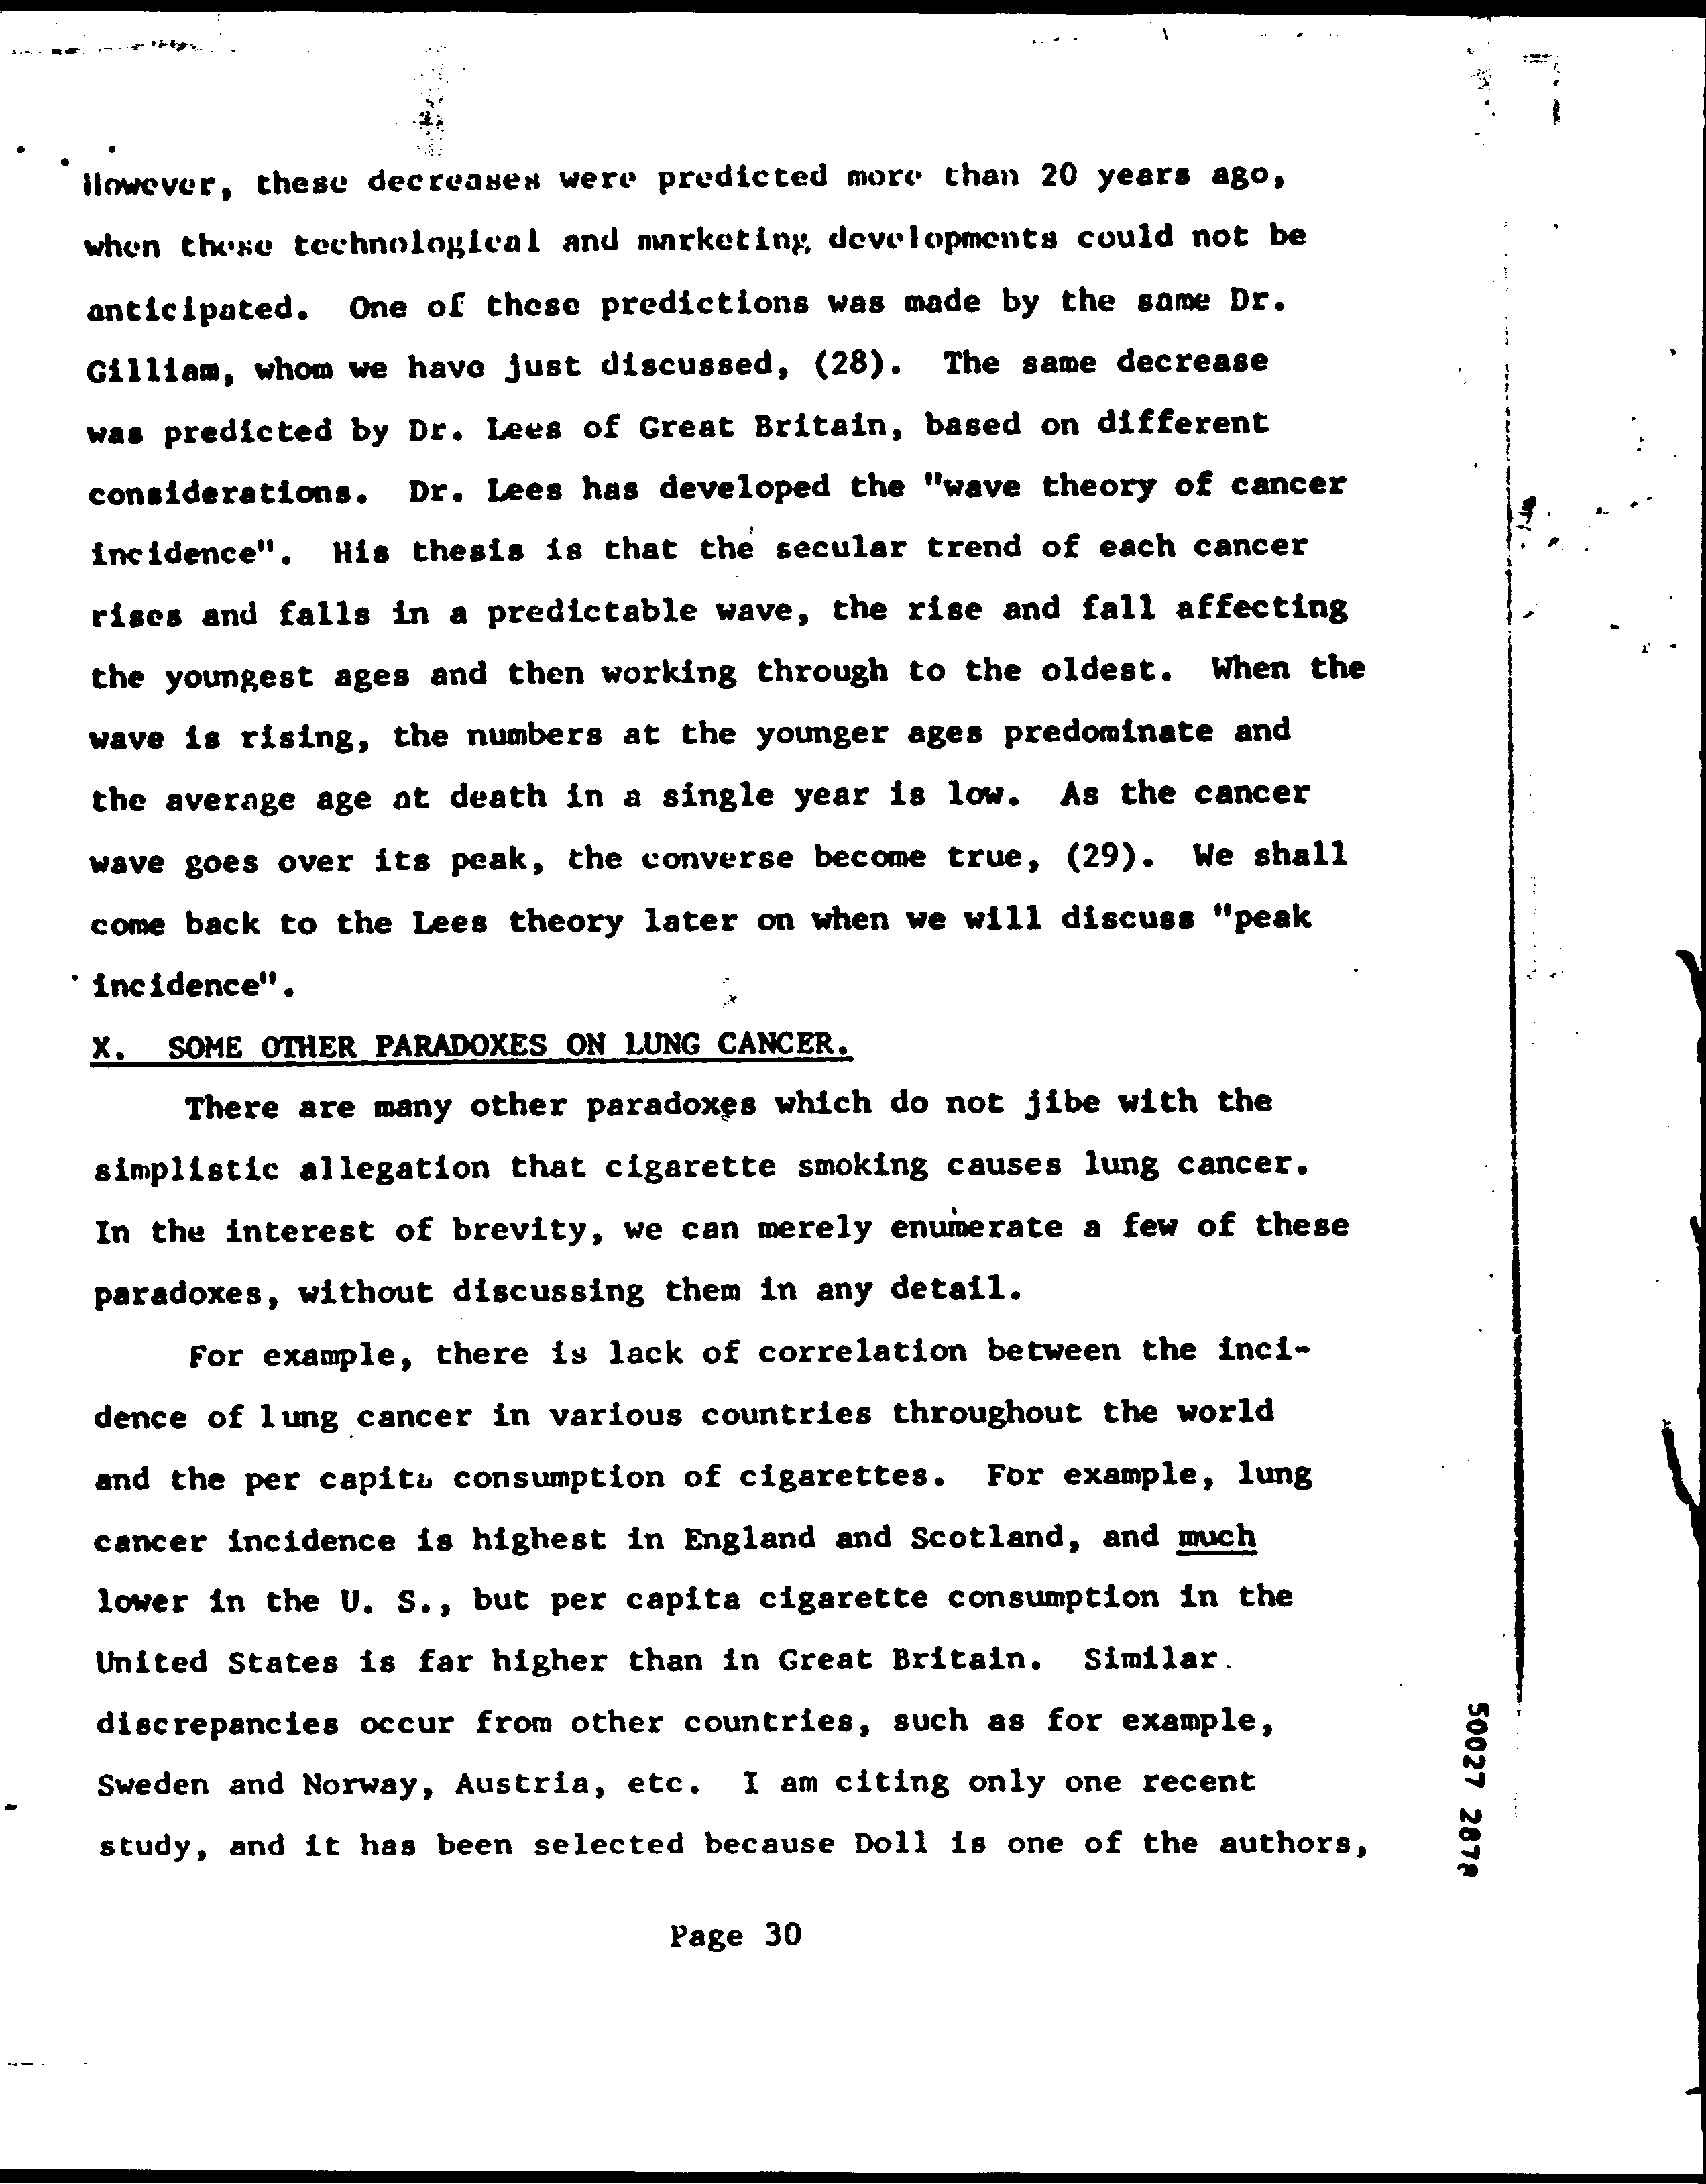 However, these decreases were predicted more than 20 years ago,
when these technological and marketing developments could not be
anticipated. One of these predictions was made by the same Dr.
Gilliam, whom we have just discussed, (28). The same decrease
was predicted by Dr. Lees of Great Britain, based on different
considerations. Dr. Lees has developed the "wave theory of cancer
incidence". His thesis is that the secular trend of each cancer
rises and falls in a predictable wave, the rise and fall affecting
the youngest ages and then working through to the oldest. When the
wave is rising, the numbers at the younger ages predominate and
the average age at death in a single year is low. As the cancer
wave goes over its peak, the converse become true, (29). We shall
come back to the Lees theory later on when we will discuss "peak
incidence".
X. SOME OTHER PARADOXES ON LUNG CANCER.
There are many other paradoxes which do not jibe with the
simplistic allegation that cigarette smoking causes lung cancer.
In the interest of brevity, we can merely enumerate a few of these
paradoxes, without discussing them in any detail.
For example, there is lack of correlation between the inci-
dence of lung cancer in various countries throughout the world
and the per capita consumption of cigarettes. For example, lung
cancer incidence is highest in England and Scotland, and much
lower in the U. S., but per capita cigarette consumption in the
United States is far higher than in Great Britain. Similar
discrepancies occur from other countries, such as for example,
Sweden and Norway, Austria, etc. I am citing only one recent
study, and it has been selected because Doll is one of the authors,
Page 30
50027 2878